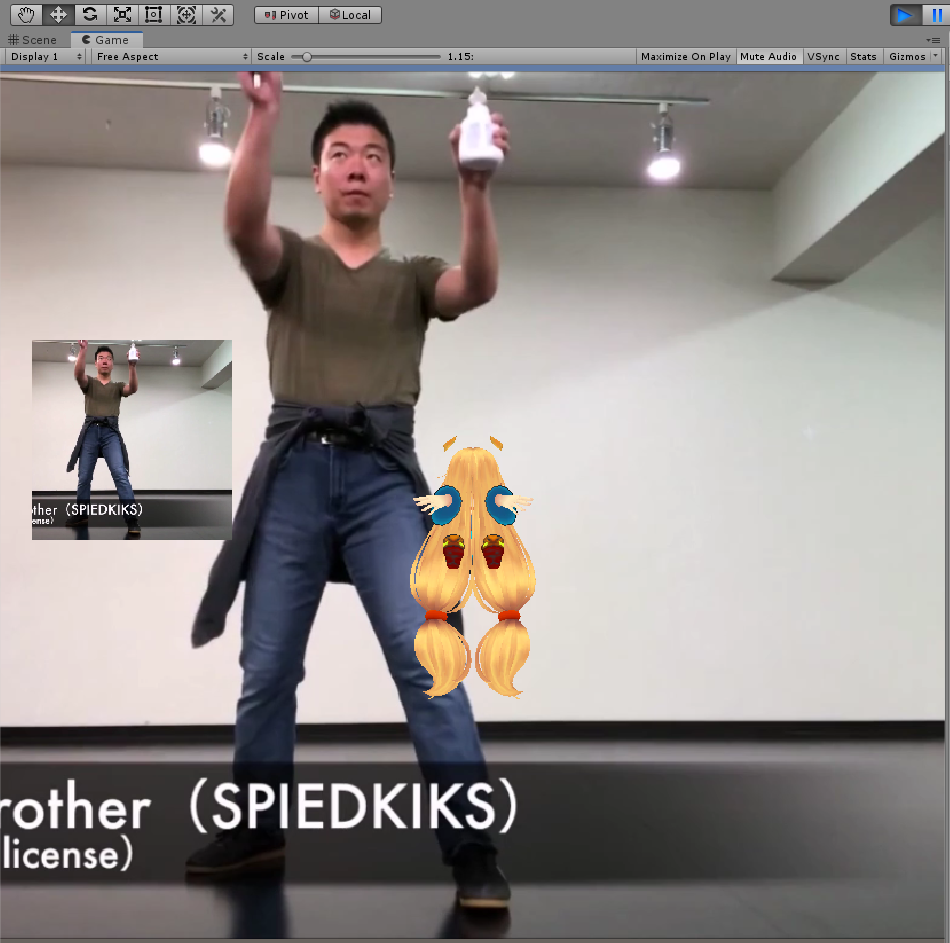 Pivot
Local
Scene
Game
Display 1
Free Aspect
Scale
1.15:
Maximize On Play
Mute Audio
VSync
Stats
Gizmos
other (SPIEDKIKS)
ense)
rother (SPIEDKIKS)
license)